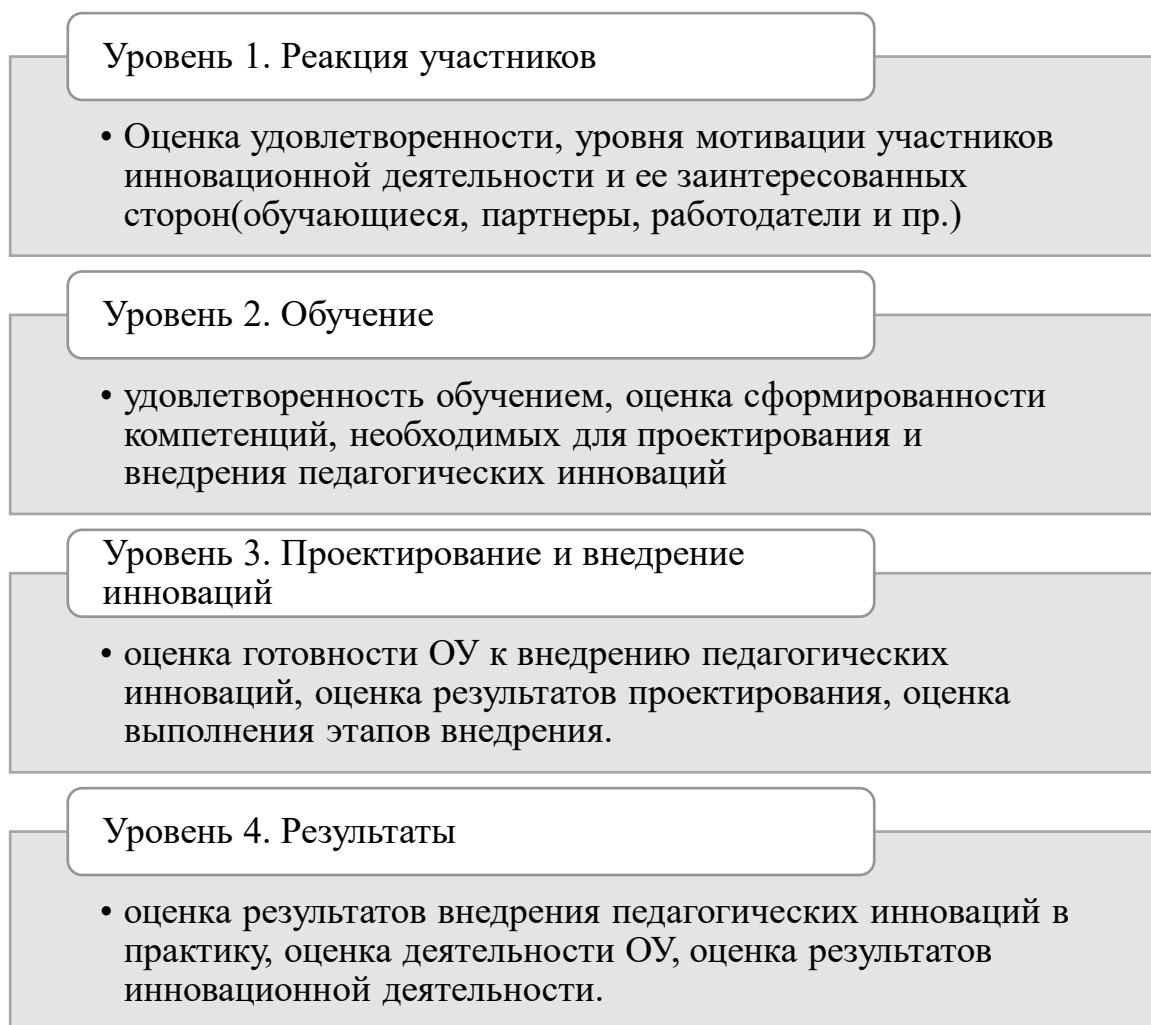 Уровень 1. Реакция участников
• Оценка удовлетворенности, уровня мотивации участников
инновационной деятельности и ее заинтересованных
сторон(обучающиеся, партнеры, работодатели и пр.)
Уровень 2. Обучение
• удовлетворенность обучением, оценка сформированности
компетенций, необходимых для проектирования и
внедрения педагогических инноваций
Уровень 3. Проектирование и внедрение
инноваций
• оценка готовности ОУ к внедрению педагогических
инноваций, оценка результатов проектирования, оценка
выполнения этапов внедрения.
Уровень 4. Результаты
• оценка результатов внедрения педагогических инноваций в
практику, оценка деятельности ОУ, оценка результатов
инновационной деятельности.